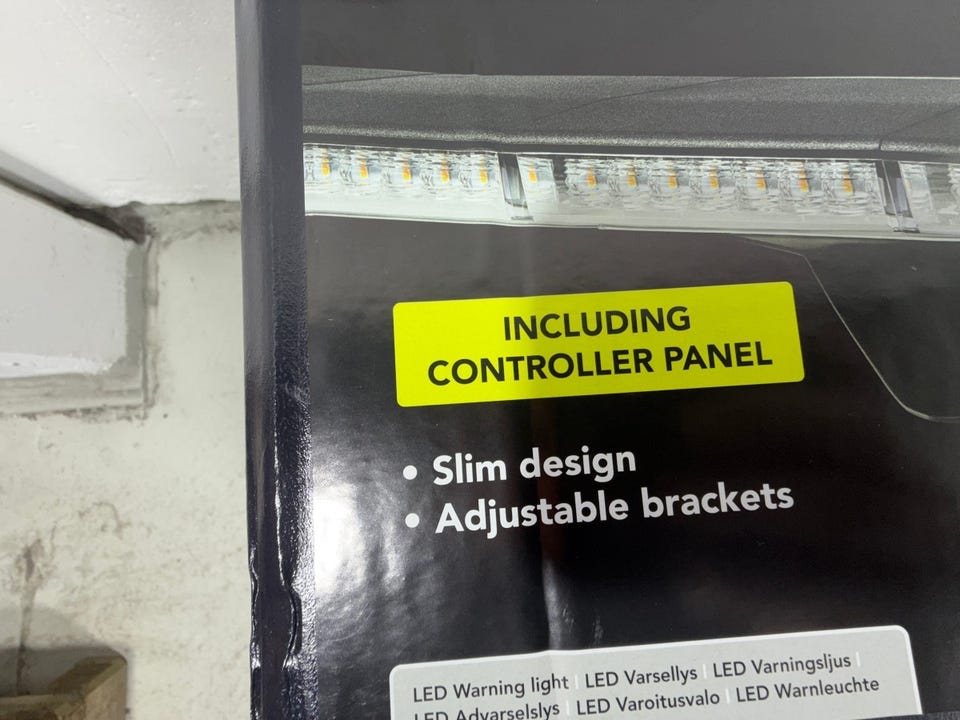 INCLUDING
CONTROLLER PANEL
• Slim design
• Adjustable brackets
LED Warning light | LED Varsellys | LED Varningsljus |
LED Advarselslys | LED Varoitusvalo | LED Warnleuchte